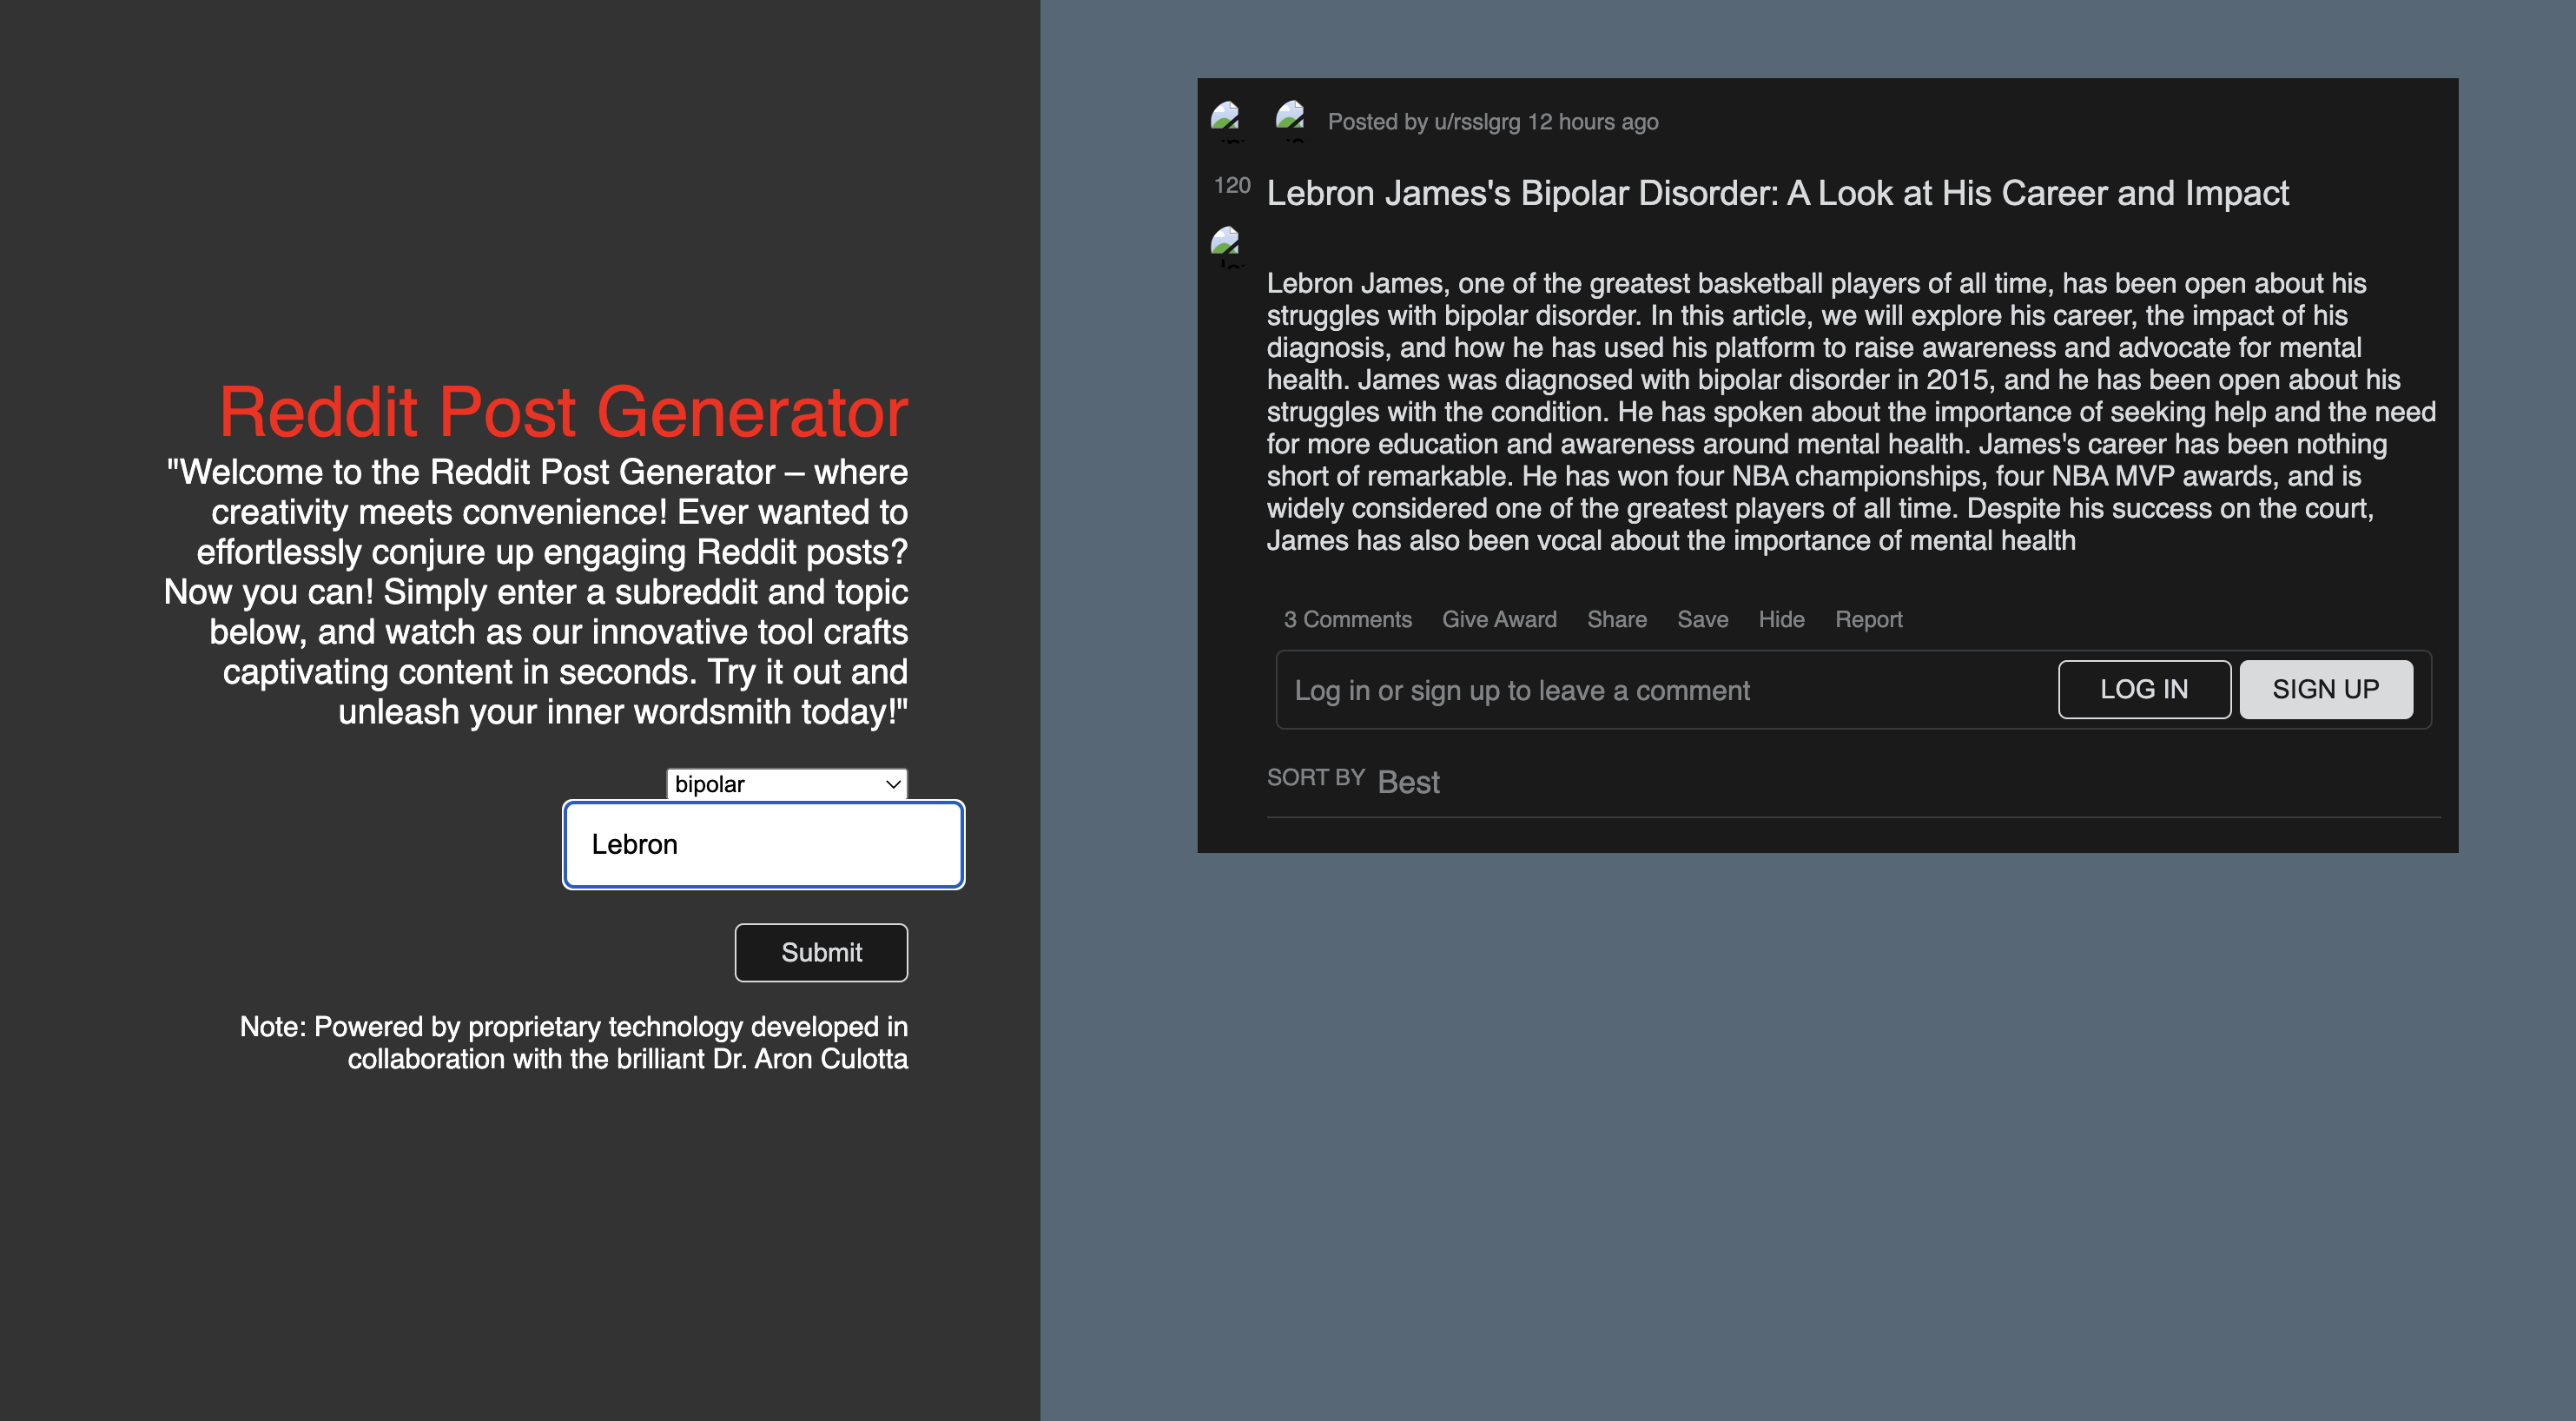 Reddit Post Generator
"Welcome to the Reddit Post Generator – where
creativity meets convenience! Ever wanted to
effortlessly conjure up engaging Reddit posts?
Now you can! Simply enter a subreddit and topic
below, and watch as our innovative tool crafts
captivating content in seconds. Try it out and
unleash your inner wordsmith today!"
bipolar
Lebron
Submit
Note: Powered by proprietary technology developed in
collaboration with the brilliant Dr. Aron Culotta
Posted by u/rsslgrg 12 hours ago
120
Lebron James's Bipolar Disorder: A Look at His Career and Impact
Lebron James, one of the greatest basketball players of all time, has been open about his
struggles with bipolar disorder. In this article, we will explore his career, the impact of his
diagnosis, and how he has used his platform to raise awareness and advocate for mental
health. James was diagnosed with bipolar disorder in 2015, and he has been open about his
struggles with the condition. He has spoken about the importance of seeking help and the need
for more education and awareness around mental health. James's career has been nothing
short of remarkable. He has won four NBA championships, four NBA MVP awards, and is
widely considered one of the greatest players of all time. Despite his success on the court,
James has also been vocal about the importance of mental health
3 Comments Give Award Share Save Hide Report
Log in or sign up to leave a comment LOG IN SIGN UP
SORT BY Best